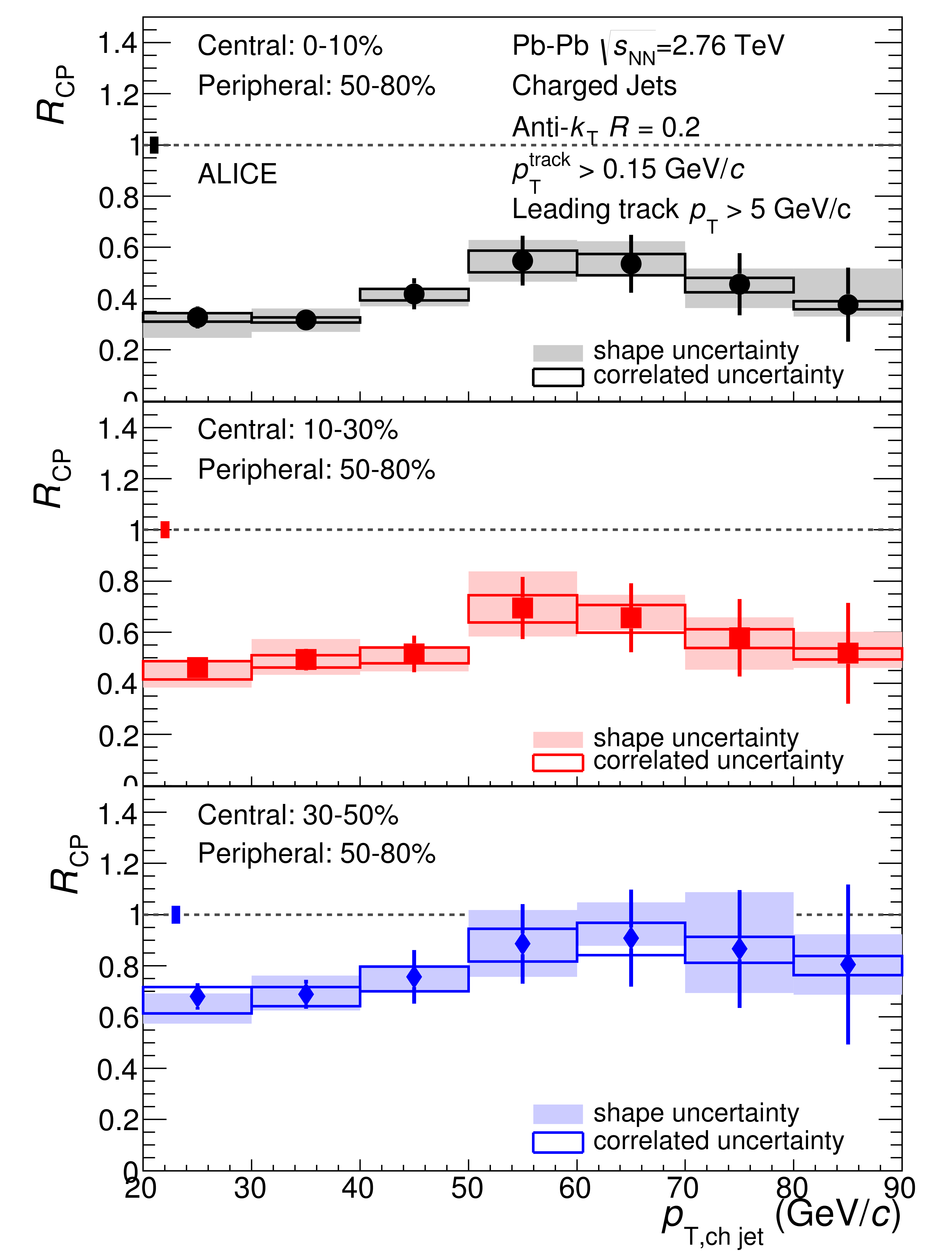 1.4
Central: 0-10%
Pb-Pb √sNN=2.76 TeV
RCP
1.2
Peripheral: 50-80%
Charged Jets
Anti-kT R = 0.2
1
ALICE
pTtrack > 0.15 GeV/c
0.8
Leading track pT > 5 GeV/c
0.6
0.4
0.2
shape uncertainty
correlated uncertainty
0
1.4
Central: 10-30%
RCP
Peripheral: 50-80%
1.2
1
0.8
0.6
0.4
0.2
shape uncertainty
correlated uncertainty
0
1.4
Central: 30-50%
RCP
Peripheral: 50-80%
1.2
1
0.8
0.6
0.4
0.2
shape uncertainty
correlated uncertainty
0
20 30 40 50 60 70 80 90
pT,ch jet (GeV/c)